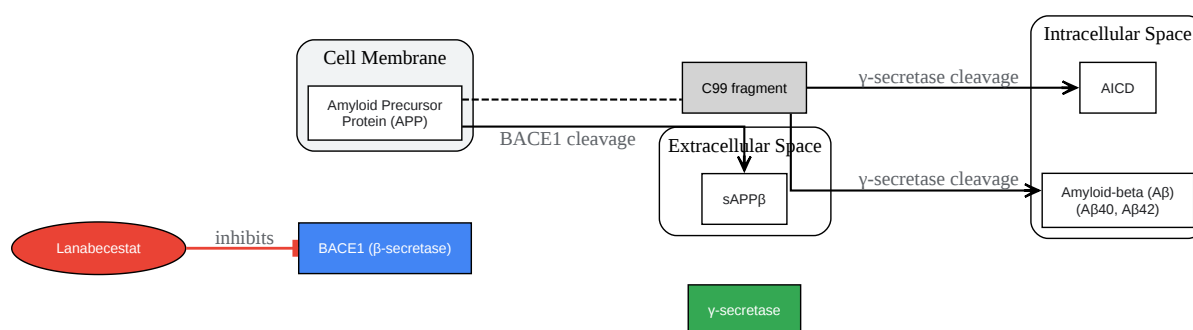 Cell Membrane
Amyloid Precursor
Protein (APP)
BACE1 cleavage
C99 fragment
γ-secretase cleavage
Intracellular Space
AICD
Extracellular Space
sAPPβ
γ-secretase cleavage
Amyloid-beta (Aβ)
(Aβ40, Aβ42)
Lanabecestat
inhibits
BACE1 (β-secretase)
γ-secretase